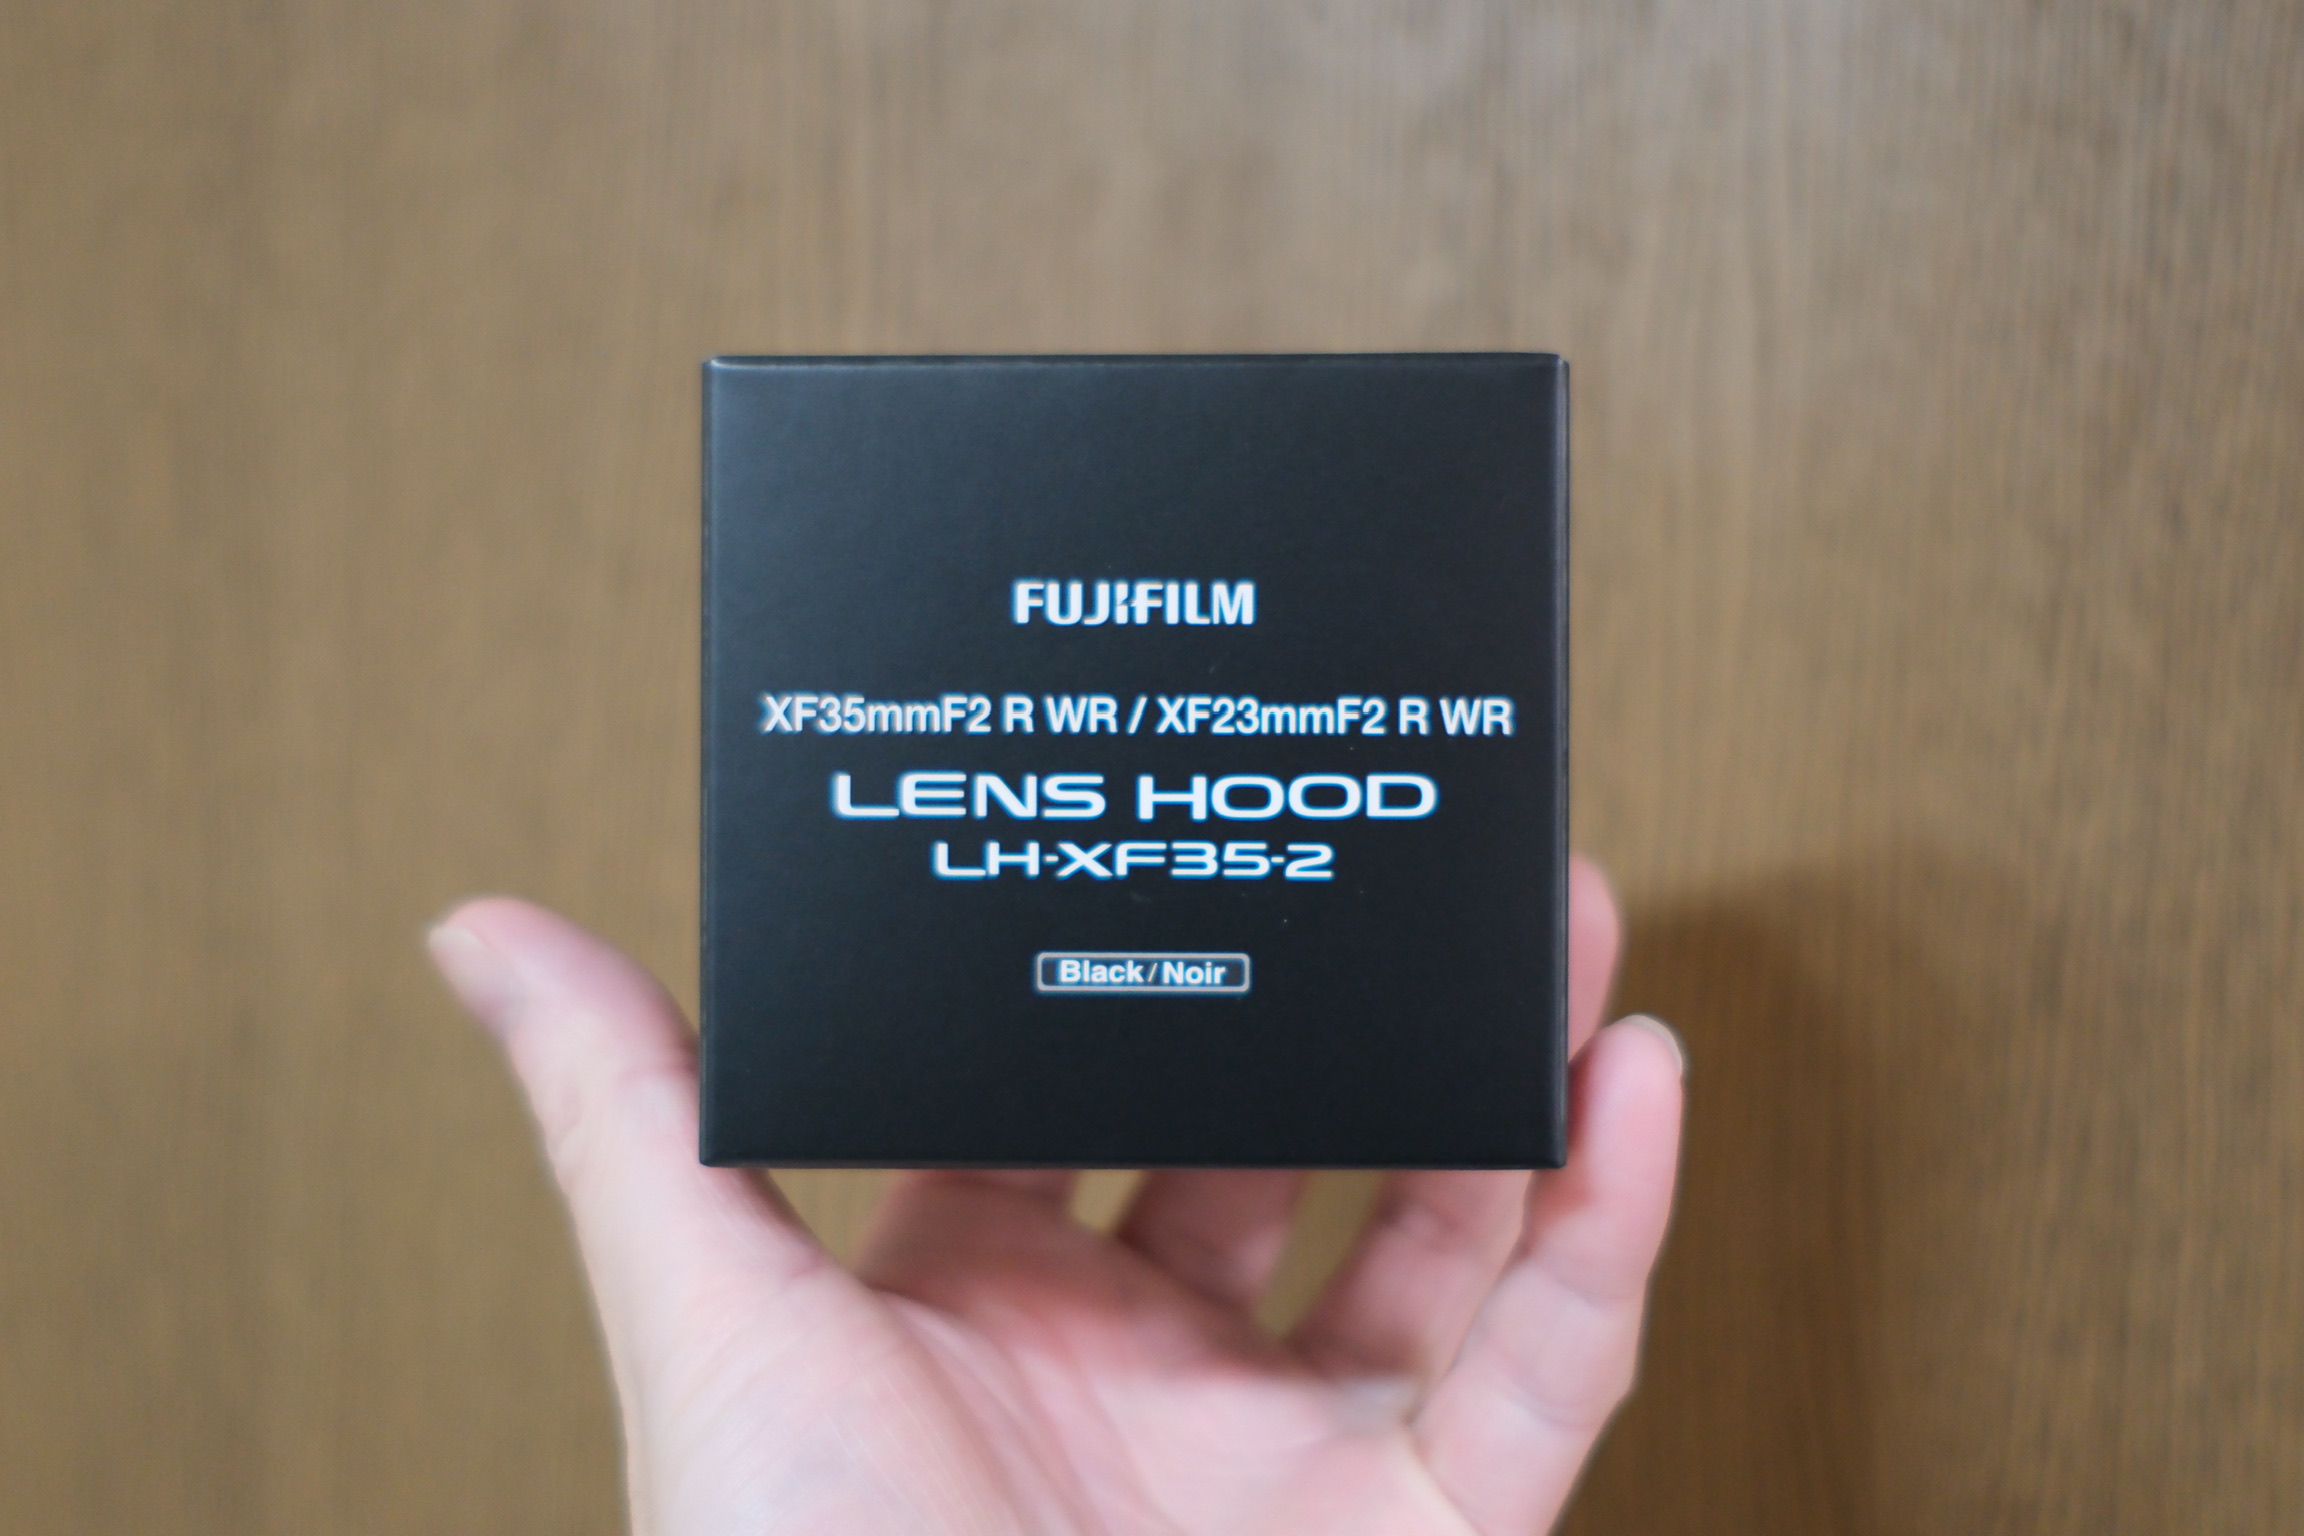 FUJIFILM
XF35mmF2 R WR / XF23mmF2 R WR
LENS HOOD
LH-XF35-2
Black/Noir